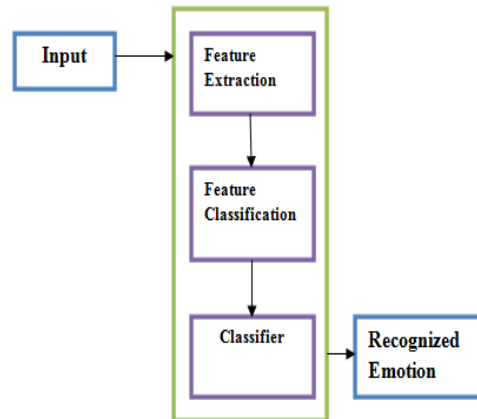 Input
Feature
Extraction
Feature
Classification
Classifier
Recognized
Emotion